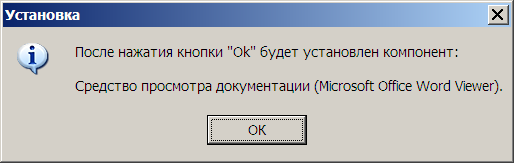 Установка
После нажатия кнопки "Ok" будет установлен компонент:
Средство просмотра документации (Microsoft Office Word Viewer).
OK